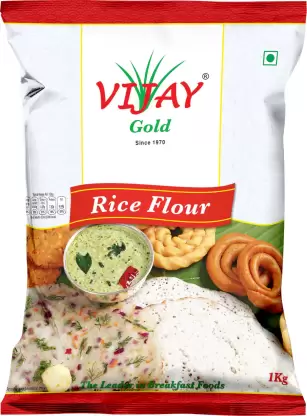 VIJAY®
Gold
Since 1970
Rice Flour
1Kg
The Leader in Breakfast Foods